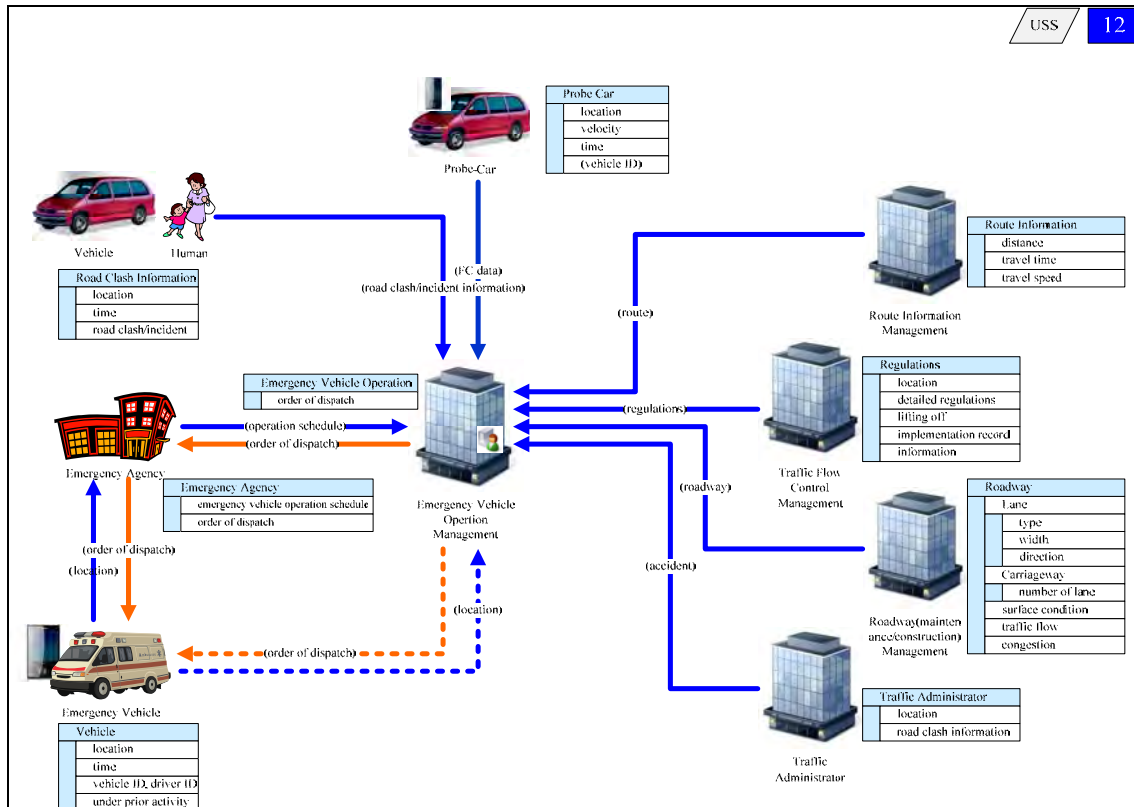 USS
12
Probe Car
location
velocity
time
(vehicle ID)
Probe-Car
Vehicle
Human
Road Clash Information
location
time
road clash/incident
(FC data)
(road clash/incident information)
Route Information
distance
travel time
travel speed
Route Information
Management
(route)
Emergency Vehicle Operation
order of dispatch
(operation schedule)
(order of dispatch)
Emergency Agency
Emergency Agency
emergency vehicle operation schedule
order of dispatch
Emergency Vehicle
Opertion
Management
(regulations)
Regulations
location
detailed regulations
lifting off
implementation record
information
Traffic Flow
Control
Management
(roadway)
Roadway
Lane
type
width
direction
Carriageway
number of lane
surface condition
traffic flow
congestion
Roadway(mainten
ance/construction)
Management
(order of dispatch)
(location)
(accident)
(location)
(order of dispatch)
Emergency Vehicle
Vehicle
location
time
vehicle ID, driver ID
under prior activity
Traffic Administrator
location
road clash information
Traffic
Administrator